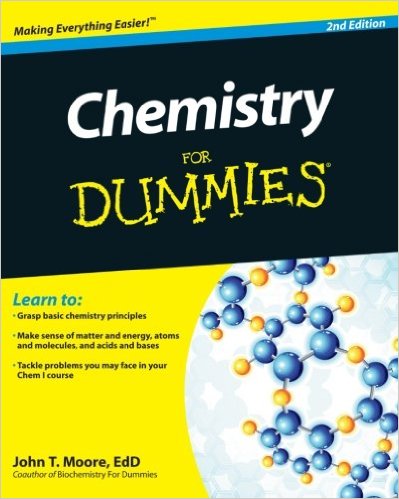 Making Everything Easier!™
2nd Edition
Chemistry
FOR
DUMMIES®
Learn to:
• Grasp basic chemistry principles
• Make sense of matter and energy, atoms
and molecules, and acids and bases
• Tackle problems you may face in your
Chem I course
John T. Moore, EdD
Coauthor of Biochemistry For Dummies